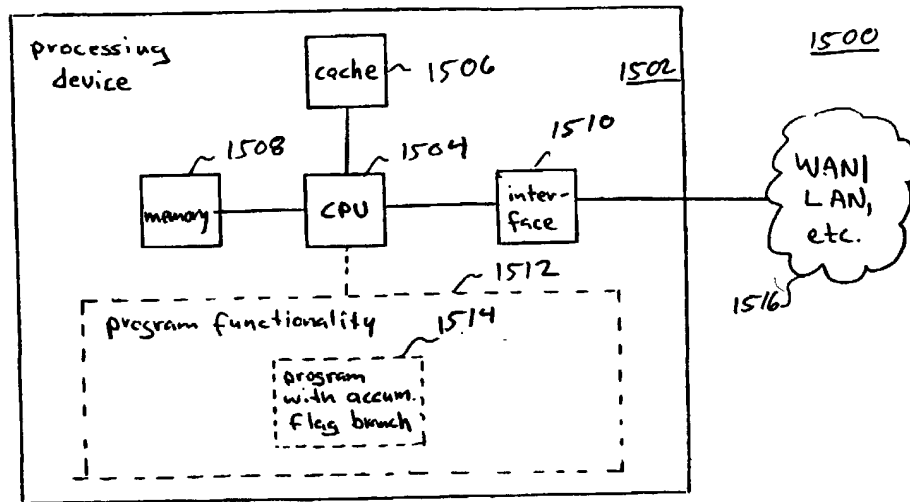 processing
device
cache
1506
1502
1500
1508
1504
1510
memory
CPU
inter-
face
WAN/
LAN,
etc.
1516
1512
program functionality
1514
program
with accum.
flag branch